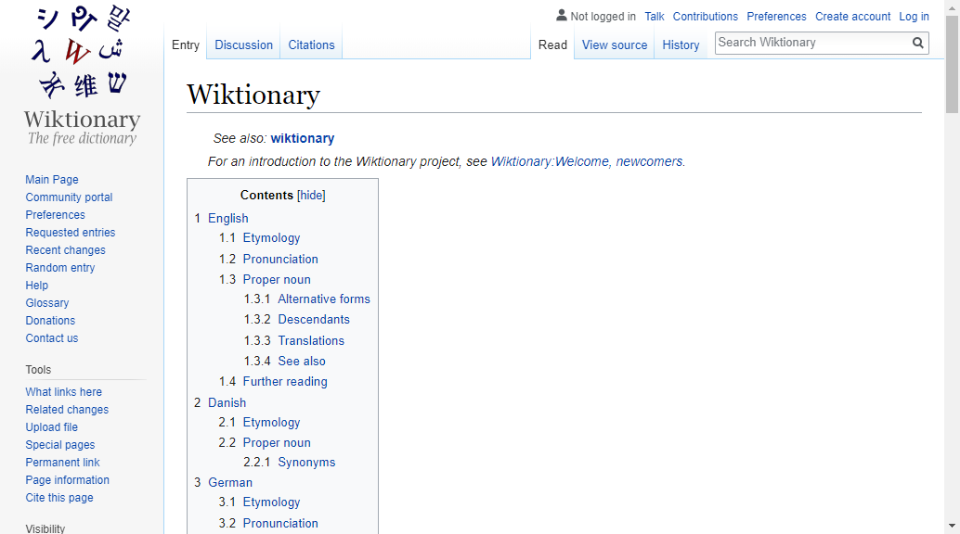 シ Ри 말
λ W ش
维 ש
Wiktionary
The free dictionary
Main Page
Community portal
Preferences
Requested entries
Recent changes
Random entry
Help
Glossary
Donations
Contact us
Tools
What links here
Related changes
Upload file
Special pages
Permanent link
Page information
Cite this page
Visibility
Not logged in Talk Contributions Preferences Create account Log in
Entry Discussion Citations Read View source History Search Wiktionary
Wiktionary
See also: wiktionary
For an introduction to the Wiktionary project, see Wiktionary:Welcome, newcomers.
Contents [hide]
1 English
1.1 Etymology
1.2 Pronunciation
1.3 Proper noun
1.3.1 Alternative forms
1.3.2 Descendants
1.3.3 Translations
1.3.4 See also
1.4 Further reading
2 Danish
2.1 Etymology
2.2 Proper noun
2.2.1 Synonyms
3 German
3.1 Etymology
3.2 Pronunciation